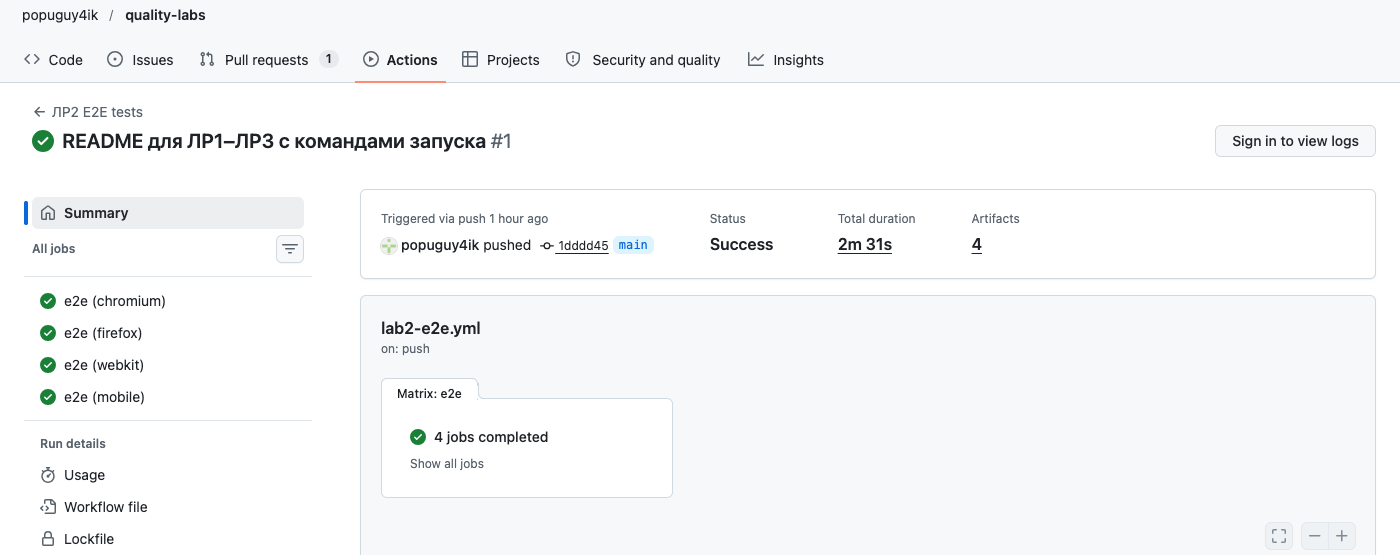 popuguy4ik / quality-labs
Code Issues Pull requests 1 Actions Projects Security and quality Insights
← ЛР2 E2E tests
README для ЛР1–ЛР3 с командами запуска #1
Sign in to view logs
Summary
All jobs
e2e (chromium)
e2e (firefox)
e2e (webkit)
e2e (mobile)
Run details
Usage
Workflow file
Lockfile
Triggered via push 1 hour ago
popuguy4ik pushed 1dddd45 main
Status
Success
Total duration
2m 31s
Artifacts
4
lab2-e2e.yml
on: push
Matrix: e2e
4 jobs completed
Show all jobs